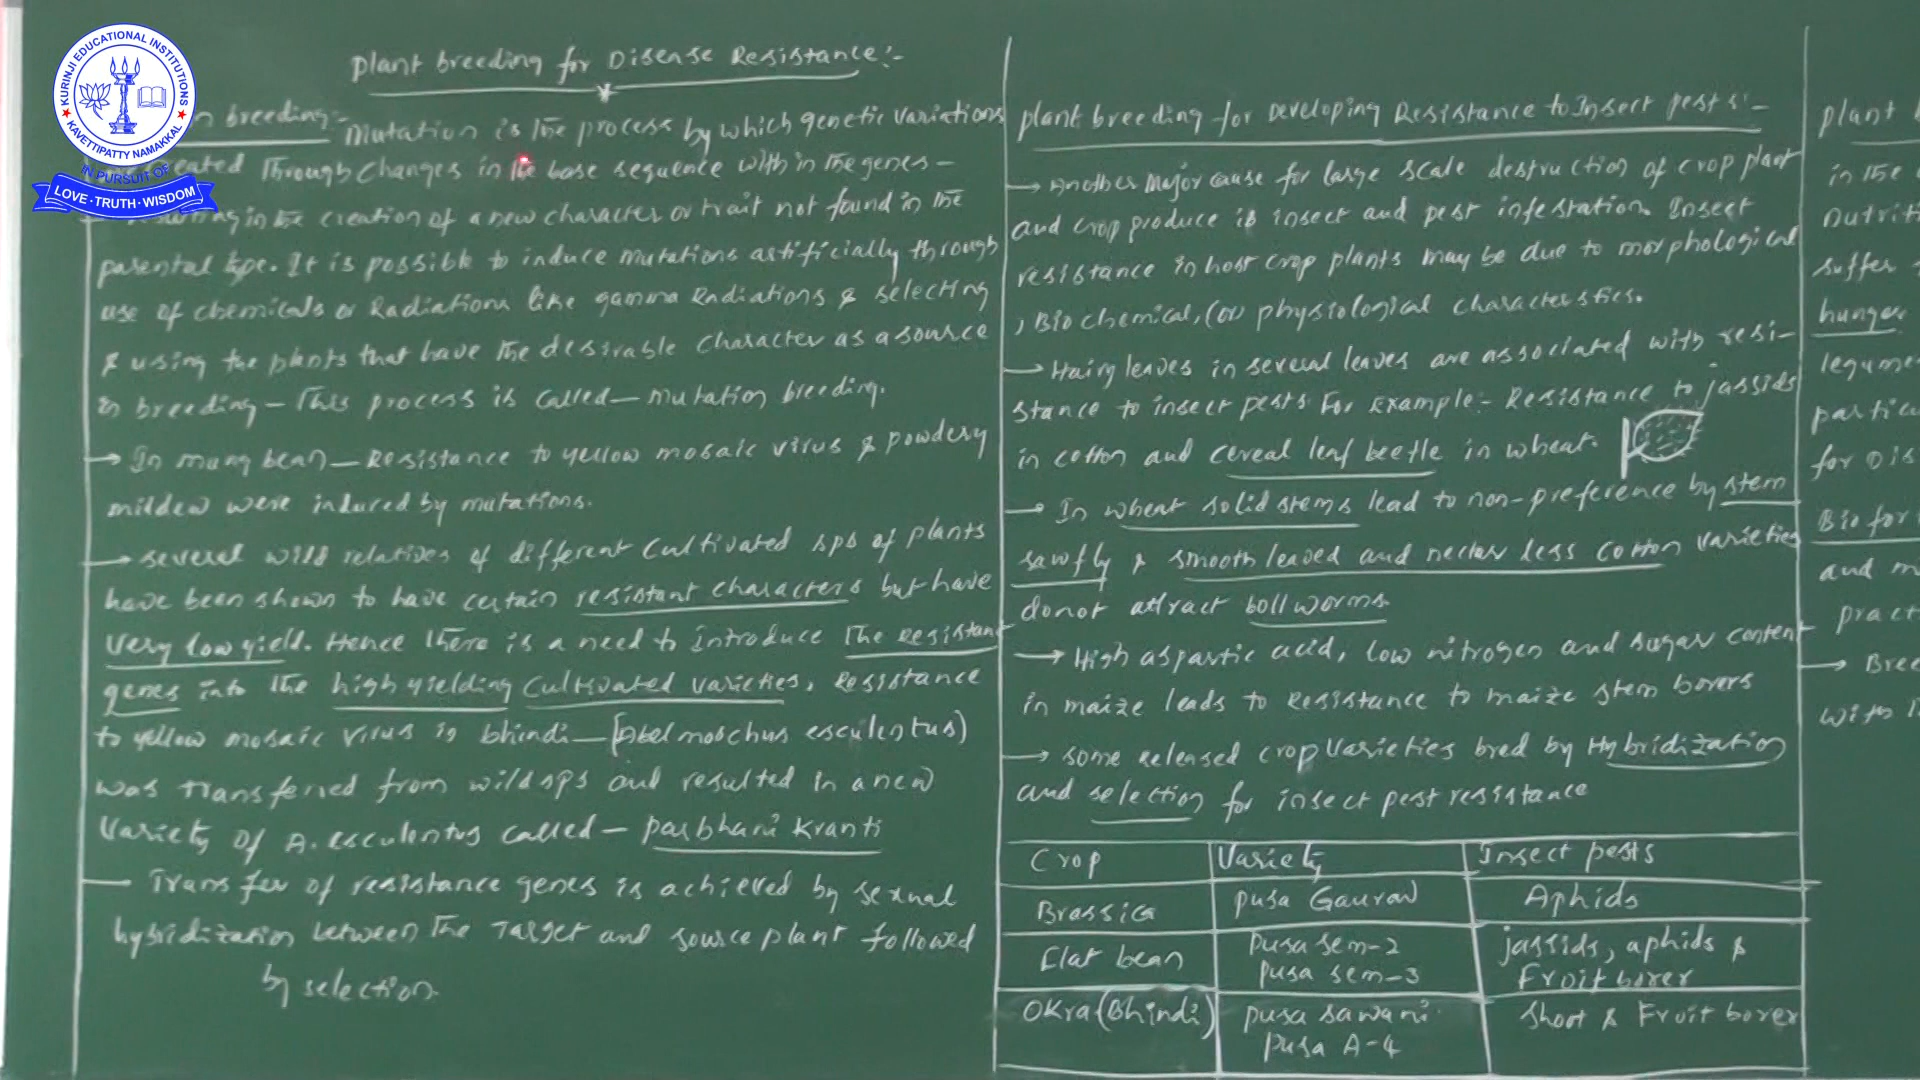 KURINJI EDUCATIONAL INSTITUTIONS
KAVETTIPATTY NAMAKKAL
IN PURSUIT OF
LOVE · TRUTH · WISDOM
plant breeding for Disease Resistance:-
n breeding:- Mutation is the process by which genetic variations
created Through changes in the base sequence with in the genes -
in the creation of a new character or trait not found in the
parental type. It is possible to induce mutations artificially through
use of chemicals or Radiations like gamma Radiations & selecting
& using the plants that have the desirable character as a source
in breeding - This process is called - mutation breeding.
→ In mung bean - Resistance to yellow mosaic virus & powdery
mildew were induced by mutations.
→ several wild relatives of different cultivated sps of plants
have been shown to have certain resistant characters but have
very low yield. Hence there is a need to introduce The Resistant
genes into the high yielding cultivated varieties, Resistance
to yellow mosaic virus in bhindi - (Abelmoschus esculentus)
was transferred from wild sps and resulted in a new
variety of A. esculentus called - parbhani kranti
— Transfer of resistance genes is achieved by sexual
hybridization between the Target and source plant followed
by selection.
plant breeding for Developing Resistance to Insect pests:-
→ Another Major cause for large scale destruction of crop plant
and crop produce is insect and pest infestation. Insect
resistance in host crop plants may be due to morphological
, Bio chemical, (or) physiological characteristics.
→ Hairy leaves in several leaves are associated with resi-
stance to insect pests For Example:- Resistance to jassids
in cotton and cereal leaf beetle in wheat.
→ In wheat solid stems lead to non-preference by stem
sawfly & smooth leaved and nectar less cotton varieties
donot attract bollworms.
→ High aspartic acid, low nitrogen and sugar content
in maize leads to Resistance to maize stem borers
→ some released crop varieties bred by Hybridization
and selection for insect pest resistance
Crop Variety Insect pests
Brassica pusa Gaurav Aphids
Flat bean pusa sem-2 pusa sem-3 jassids, aphids & Fruit borer
Okra (Bhindi) pusa sawani pusa A-4 shoot & Fruit borer
plant
in the
nutriti
suffer
hunger
legume
particu
for Dis
Bio for
and m
pract
→ Bree
with